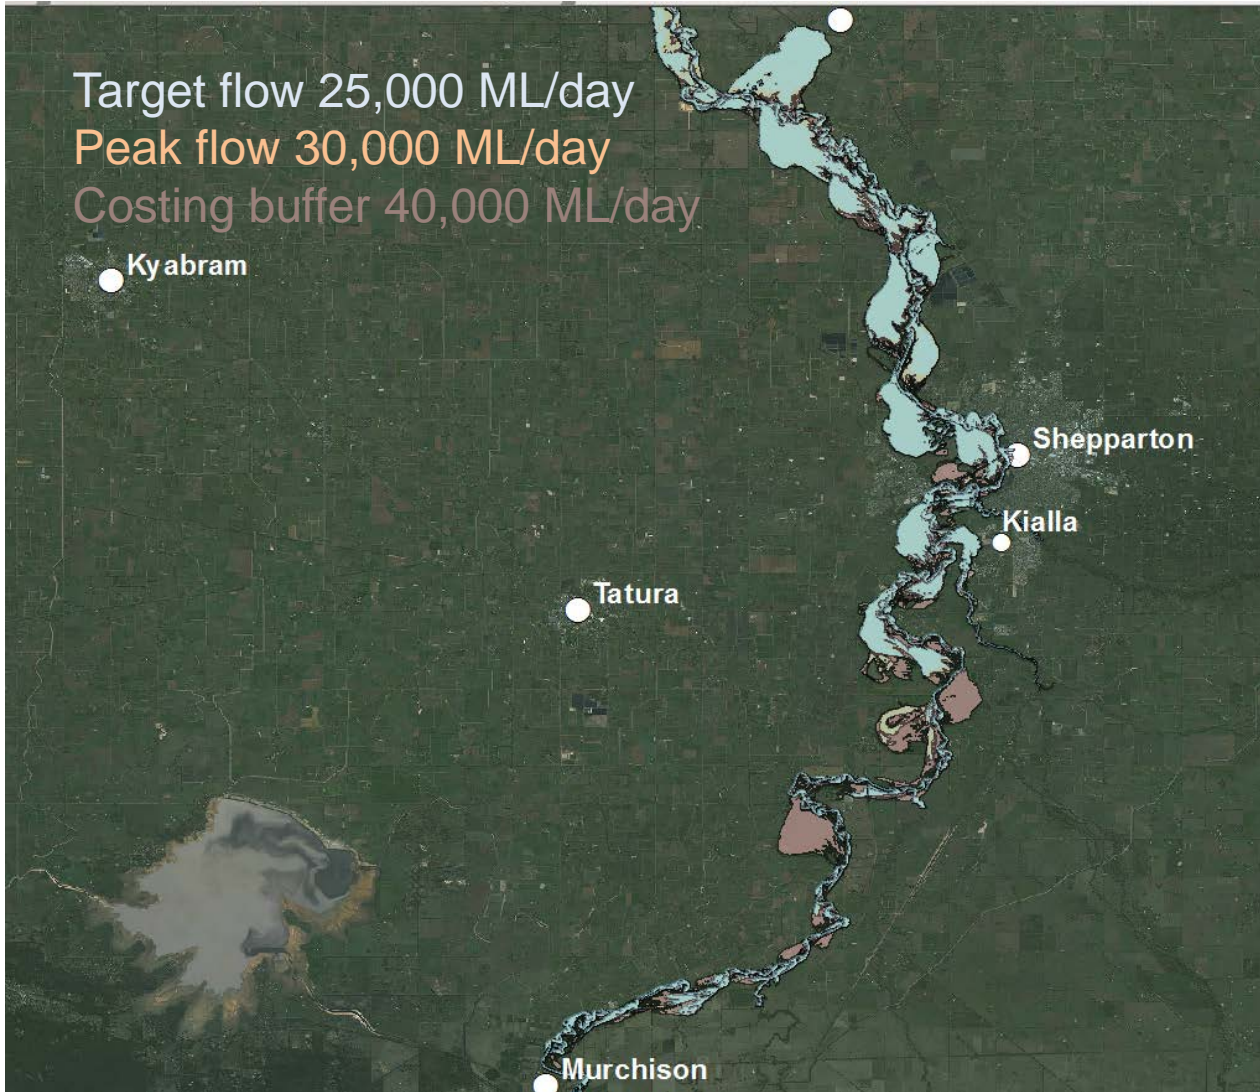 Target flow 25,000 ML/day
Peak flow 30,000 ML/day
Costing buffer 40,000 ML/day
Kyabram
Shepparton
Kialla
Tatura
Murchison